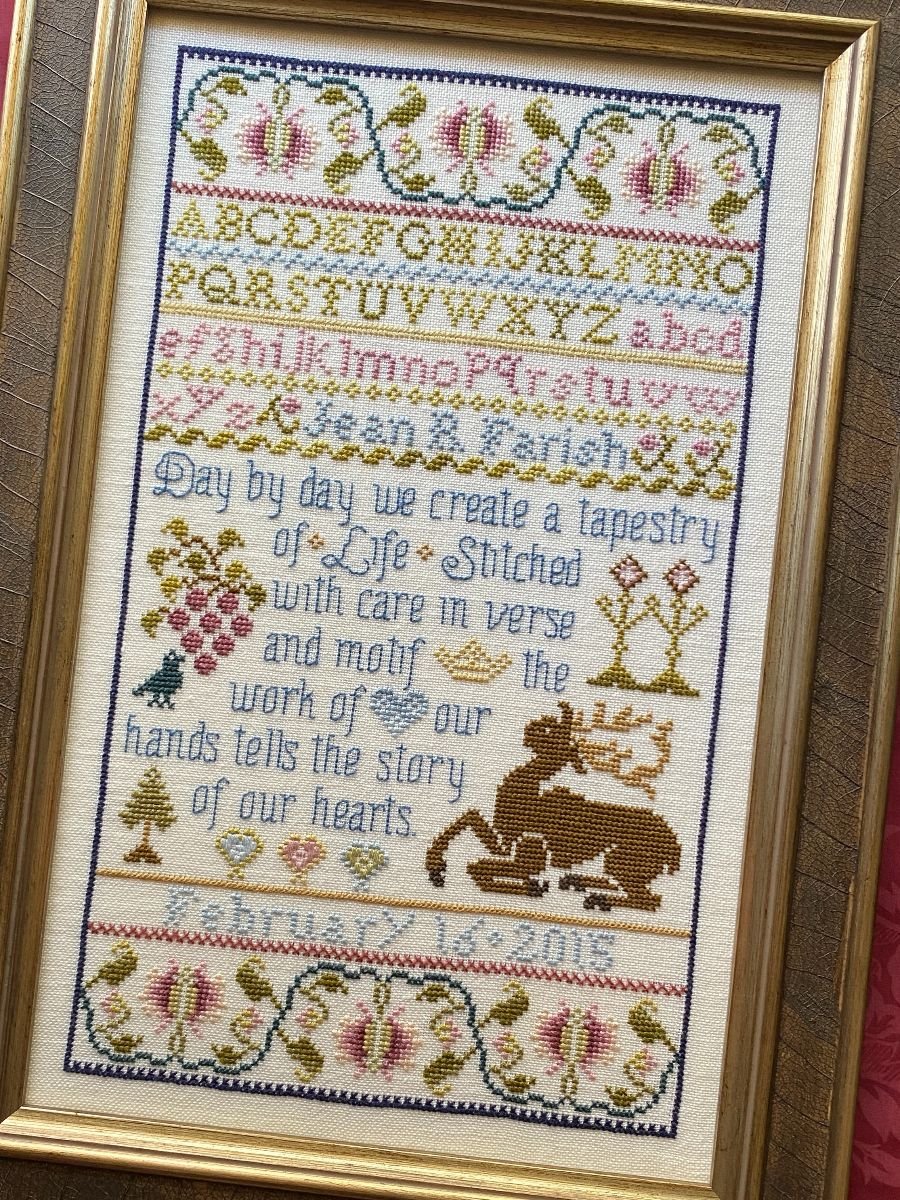 ABCDEFGHIJKLMNO
PQRSTUVWXYZ abcd
efghijklmnopqrstuvw
xyz Jean R Farish
Day by day we create a tapestry
of Life Stitched
with care in verse
and motif the
work of our
hands tells the story
of our hearts.
February 16 2015